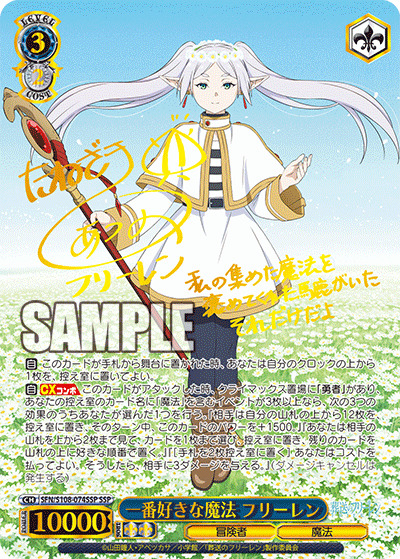 LEVEL
3
2
COST
たねざき
あつみ
フリーレン
私の集めた魔法を
褒めてくれた馬鹿がいた
それだけだよ
SAMPLE
自 このカードが手札から舞台に置かれた時、あなたは自分のクロックの上から
1枚を、控え室に置いてよい。
自 CXコンボ このカードがアタックした時、クライマックス置場に「勇者」があり
あなたの控え室のカード名に「魔法」を含むイベントが3枚以上なら、次の3つの
効果のうちあなたが選んだ1つを行う。『相手は自分の山札の上から12枚を
控え室に置き、そのターン中、このカードのパワーを+1500。』『あなたは相手の
山札を上から2枚まで見て、カードを1枚まで選び、控え室に置き、残りのカードを
山札の上に好きな順番で置く。』『［手札を2枚控え室に置く］あなたはコストを
払ってよい。そうしたら、相手に3ダメージを与える。』（ダメージキャンセルは
発生する）
CH SFN/S108-074SSP SSP
一番好きな魔法 フリーレン
POWER
10000
冒険者
魔法
©山田鐘人・アベツカサ／小学館／「葬送のフリーレン」製作委員会